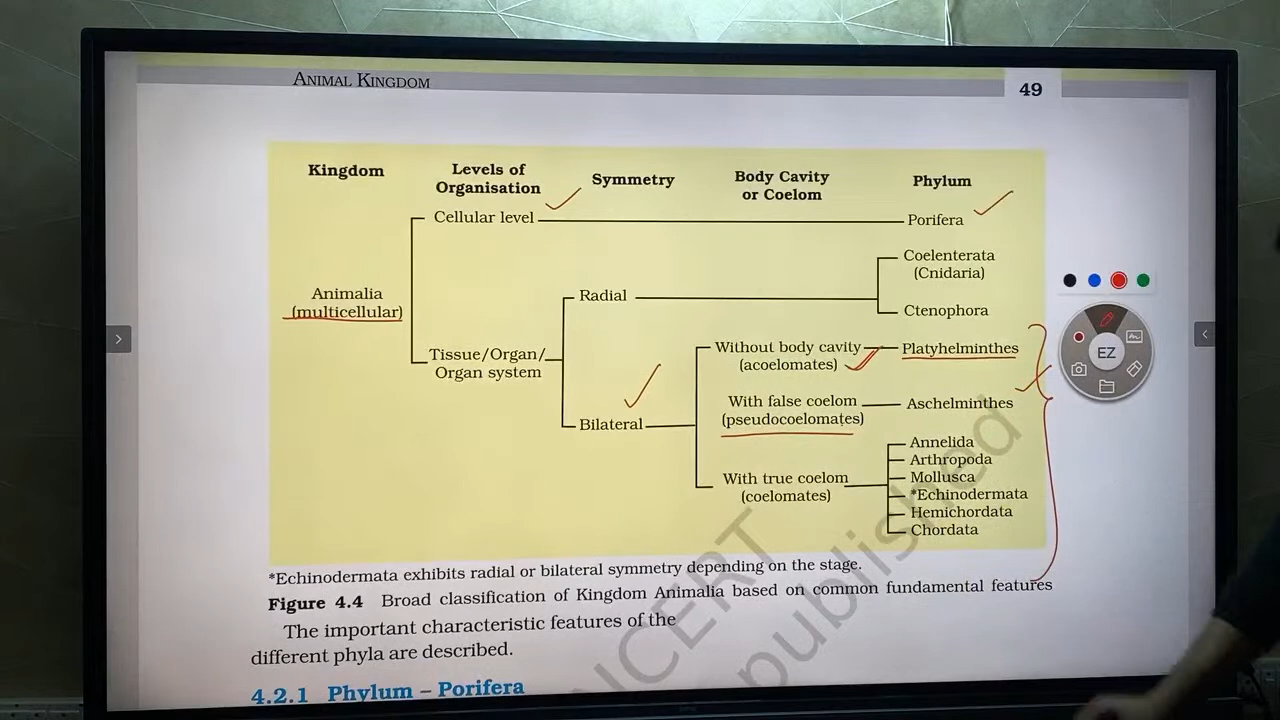 ANIMAL KINGDOM
49
Kingdom
Levels of
Organisation
Symmetry
Body Cavity
or Coelom
Phylum
Cellular level
Porifera
Coelenterata
(Cnidaria)
Animalia
(multicellular)
Radial
Ctenophora
Tissue/Organ/
Organ system
Without body cavity
(acoelomates)
Platyhelminthes
With false coelom
(pseudocoelomates)
Aschelminthes
Bilateral
With true coelom
(coelomates)
Annelida
Arthropoda
Mollusca
*Echinodermata
Hemichordata
Chordata
*Echinodermata exhibits radial or bilateral symmetry depending on the stage.
Figure 4.4 Broad classification of Kingdom Animalia based on common fundamental features
The important characteristic features of the
different phyla are described.
4.2.1 Phylum – Porifera
NCERT
published
EZ